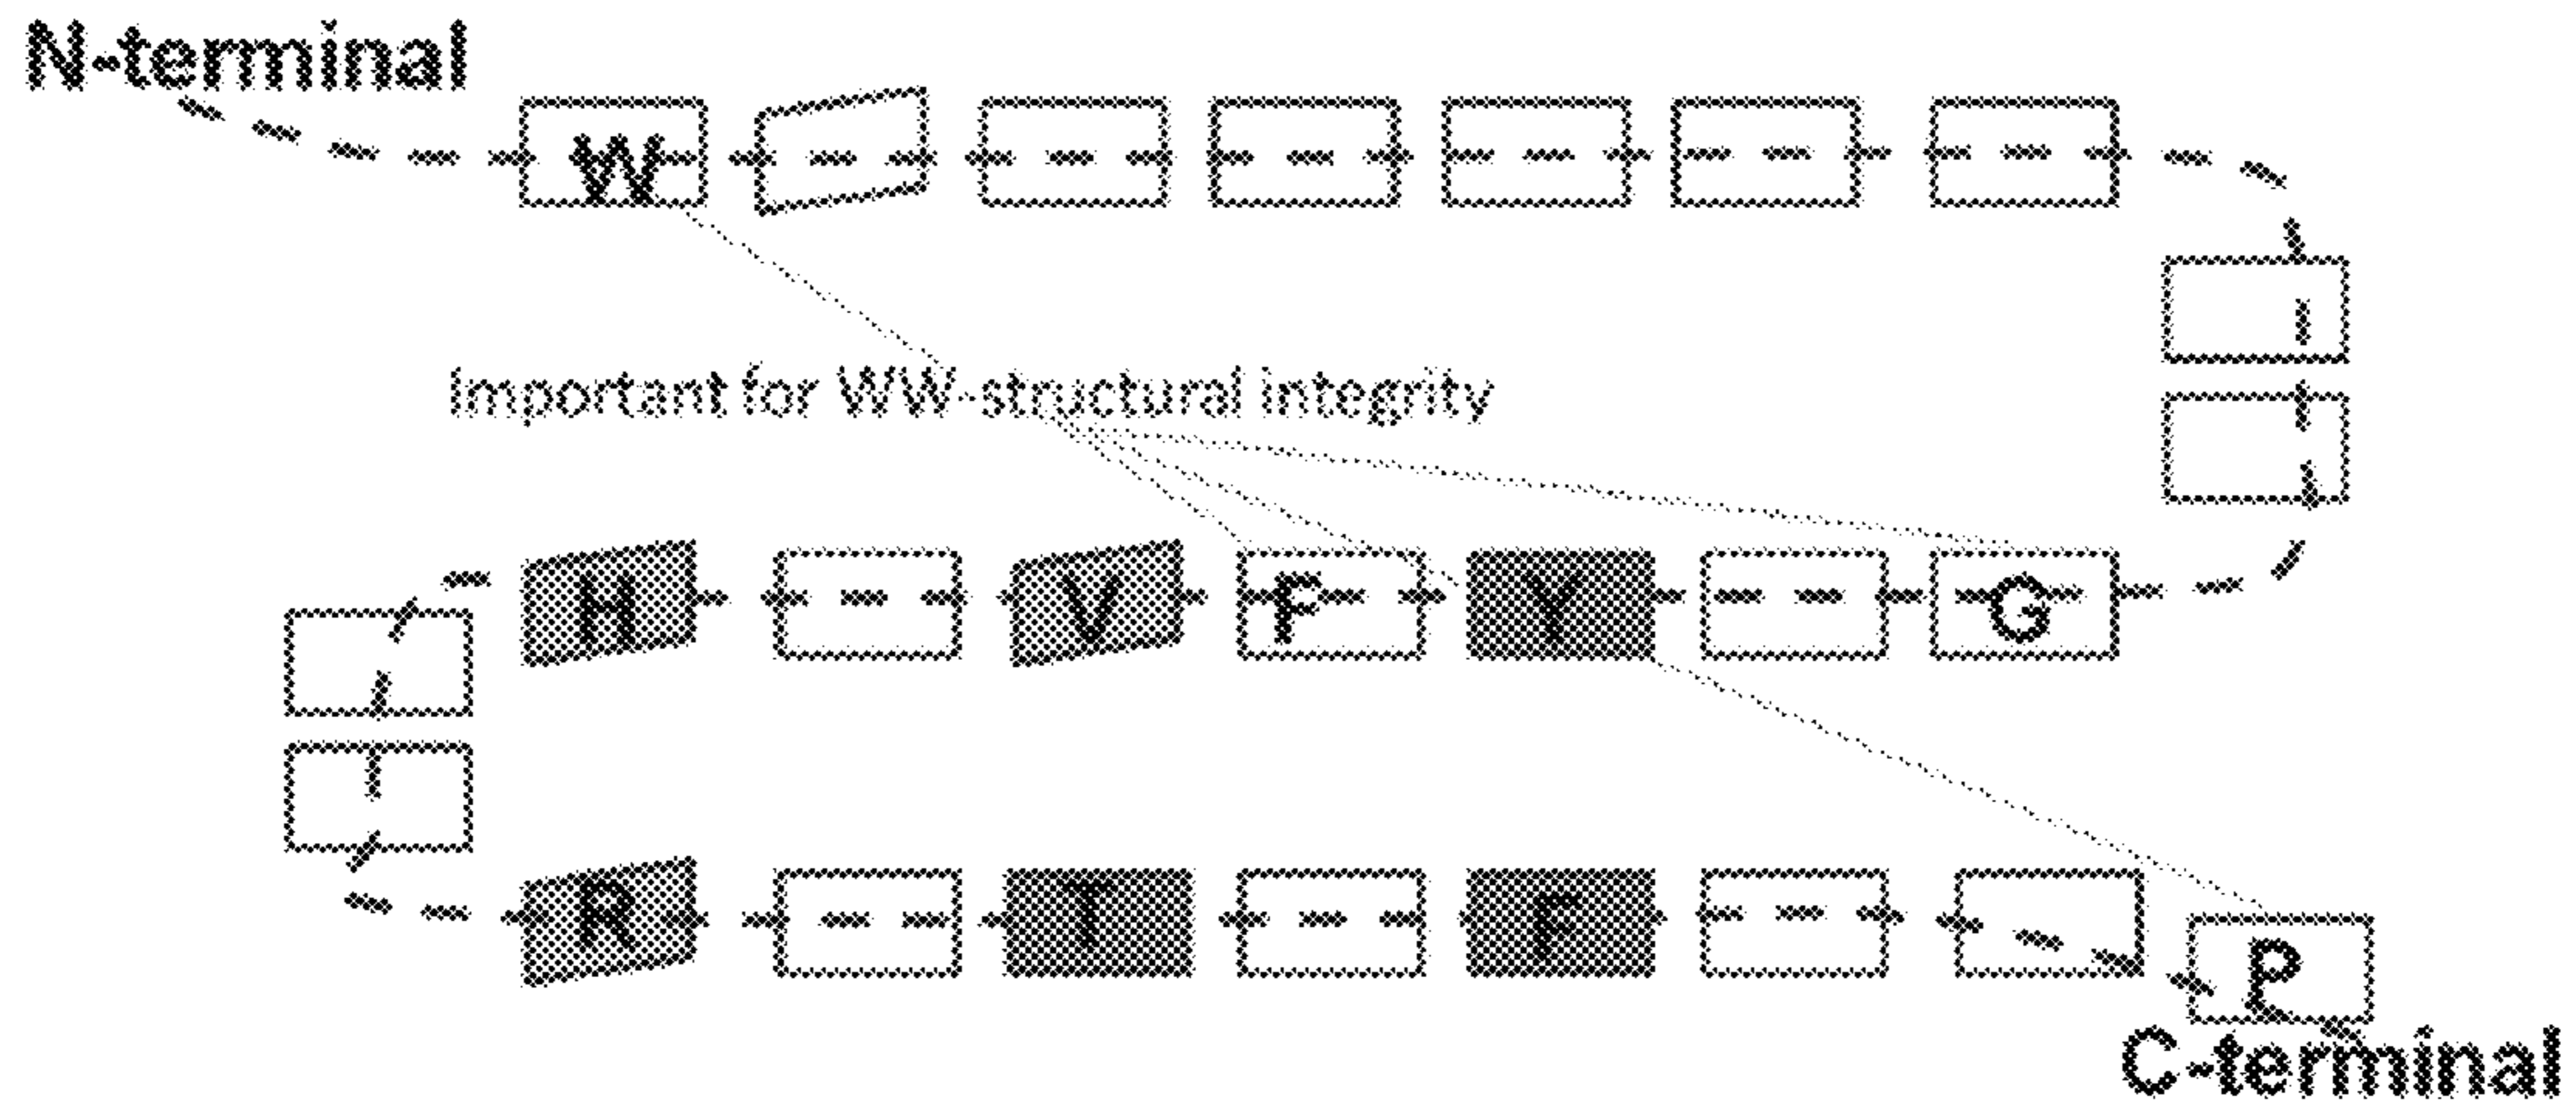 N-terminal
W
Important for WW-structural integrity
H V F Y G
R T F
P
C-terminal